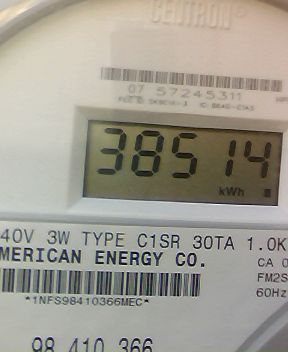 CENTRON®
07 57245311
38514
kWh
40V 3W TYPE C1SR 30TA 1.0K
MERICAN ENERGY CO.
CA 0
FM2S
60Hz
*1NFS98410366MEC*
98 410 366